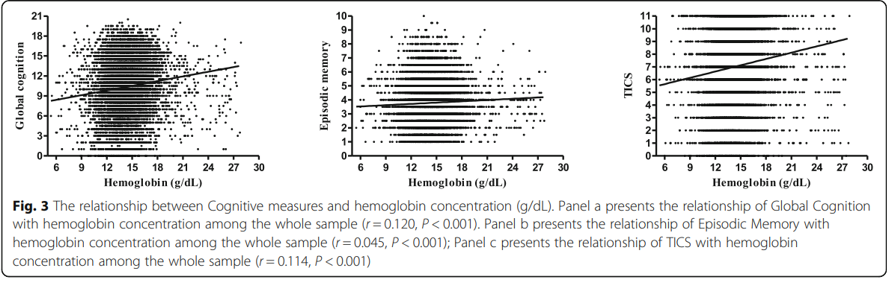 21
18
15
12
9
6
3
0
Global cognition
6 9 12 15 18 21 24 27 30
Hemoglobin (g/dL)
10
9
8
7
6
5
4
3
2
1
0
Episodic memory
6 9 12 15 18 21 24 27 30
Hemoglobin (g/dL)
11
10
9
8
7
6
5
4
3
2
1
0
TICS
6 9 12 15 18 21 24 27 30
Hemoglobin (g/dL)
Fig. 3 The relationship between Cognitive measures and hemoglobin concentration (g/dL). Panel a presents the relationship of Global Cognition
with hemoglobin concentration among the whole sample (r = 0.120, P < 0.001). Panel b presents the relationship of Episodic Memory with
hemoglobin concentration among the whole sample (r = 0.045, P < 0.001); Panel c presents the relationship of TICS with hemoglobin
concentration among the whole sample (r = 0.114, P < 0.001)